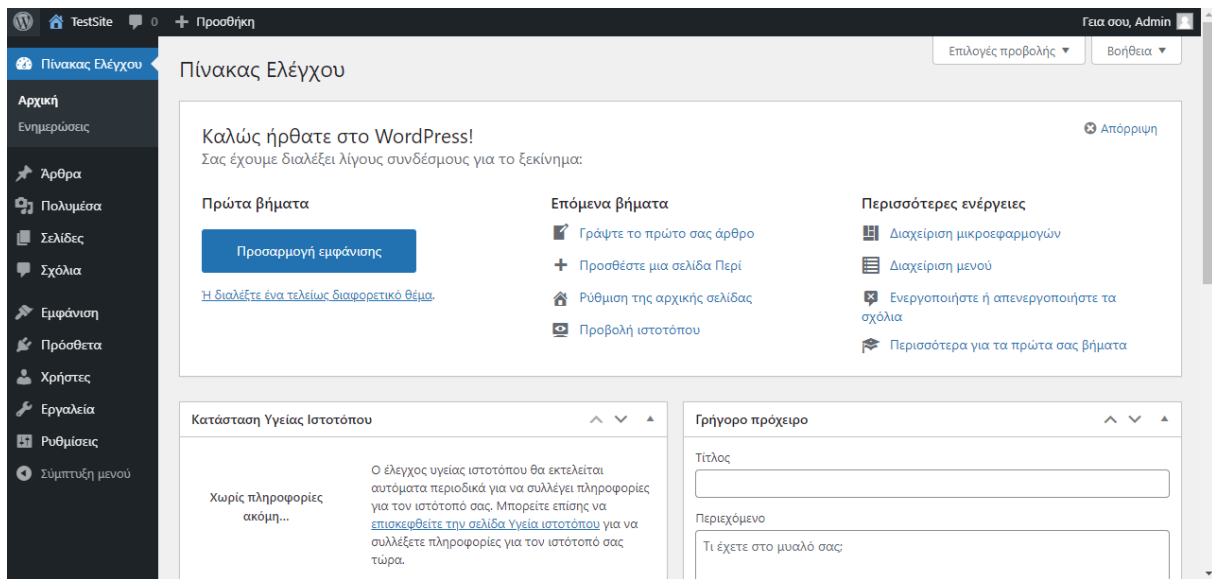 TestSite
0
Προσθήκη
Γεια σου, Admin
Πίνακας Ελέγχου
Αρχική
Ενημερώσεις
Άρθρα
Πολυμέσα
Σελίδες
Σχόλια
Εμφάνιση
Πρόσθετα
Χρήστες
Εργαλεία
Ρυθμίσεις
Σύμπτυξη μενού
Επιλογές προβολής
Βοήθεια
Πίνακας Ελέγχου
Καλώς ήρθατε στο WordPress!
Σας έχουμε διαλέξει λίγους συνδέσμους για το ξεκίνημα:
Απόρριψη
Πρώτα βήματα
Προσαρμογή εμφάνισης
Ή διαλέξτε ένα τελείως διαφορετικό θέμα.
Επόμενα βήματα
Γράψτε το πρώτο σας άρθρο
Προσθέστε μια σελίδα Περί
Ρύθμιση της αρχικής σελίδας
Προβολή ιστοτόπου
Περισσότερες ενέργειες
Διαχείριση μικροεφαρμογών
Διαχείριση μενού
Ενεργοποιήστε ή απενεργοποιήστε τα
σχόλια
Περισσότερα για τα πρώτα σας βήματα
Κατάσταση Υγείας Ιστοτόπου
Χωρίς πληροφορίες
ακόμη...
Ο έλεγχος υγείας ιστοτόπου θα εκτελείται
αυτόματα περιοδικά για να συλλέγει πληροφορίες
για τον ιστότοπό σας. Μπορείτε επίσης να
επισκεφθείτε την σελίδα Υγεία ιστοτόπου για να
συλλέξετε πληροφορίες για τον ιστότοπό σας
τώρα.
Γρήγορο πρόχειρο
Τίτλος
Περιεχόμενο
Τι έχετε στο μυαλό σας;